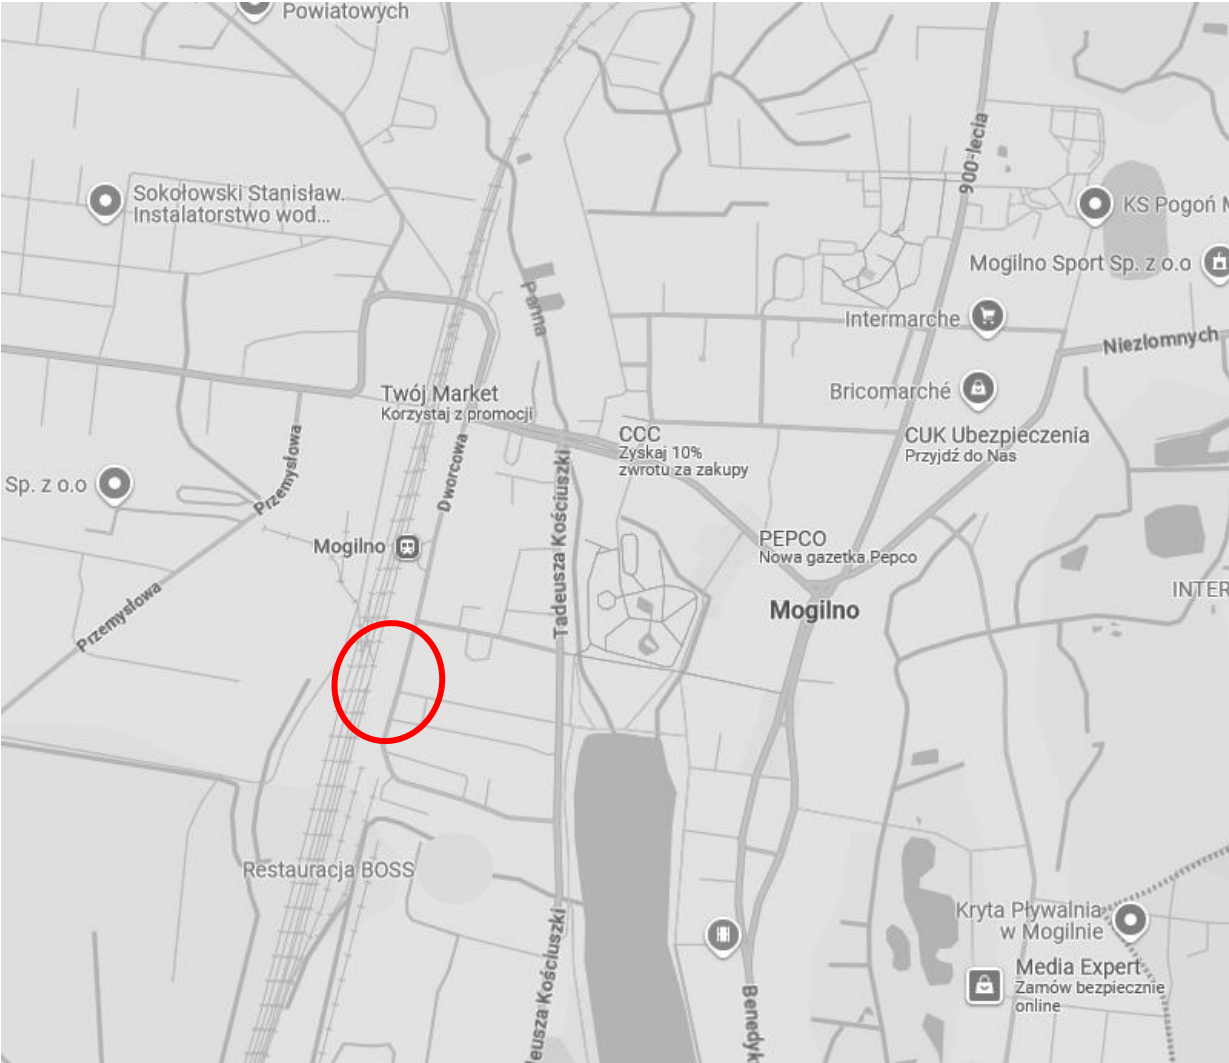 Powiatowych
900-lecia
Sokołowski Stanisław.
Instalatorstwo wod...
KS Pogoń M
Mogilno Sport Sp. z o.o
Panna
Intermarche
Niezłomnych
Twój Market
Korzystaj z promocji
Bricomarché
CCC
Zyskaj 10%
zwrotu za zakupy
CUK Ubezpieczenia
Przyjdź do Nas
Przemysłowa
Dworcowa
Sp. z o.o
Tadeusza Kościuszki
Mogilno
PEPCO
Nowa gazetka Pepco
INTER
Przemysłowa
Mogilno
Restauracja BOSS
Kryta Pływalnia
w Mogilnie
deusza Kościuszki
Media Expert
Zamów bezpiecznie
online
Benedyk